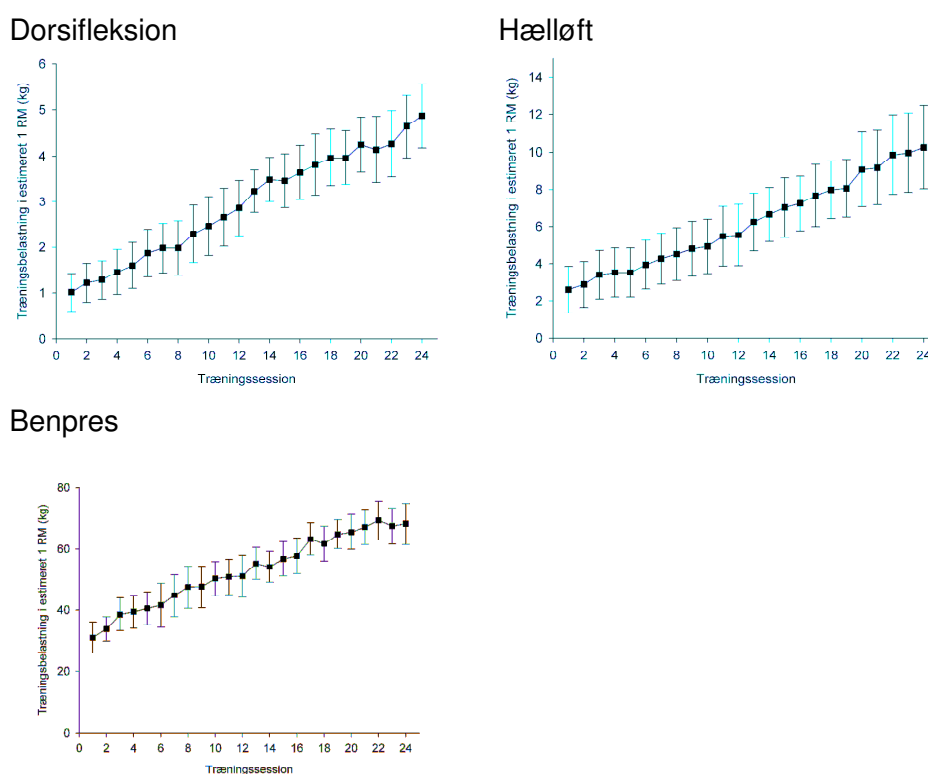 Dorsifleksion
Træningsbelastning i estimeret 1 RM (kg)
6
5
4
3
2
1
0
0 2 4 6 8 10 12 14 16 18 20 22 24
Træningssession
Hælløft
Træningsbelastning i estimeret 1 RM (kg)
14
12
10
8
6
4
2
0
0 2 4 6 8 10 12 14 16 18 20 22 24
Træningssession
Benpres
Træningsbelastning i estimeret 1 RM (kg)
80
60
40
20
0
0 2 4 6 8 10 12 14 16 18 20 22 24
Træningssession